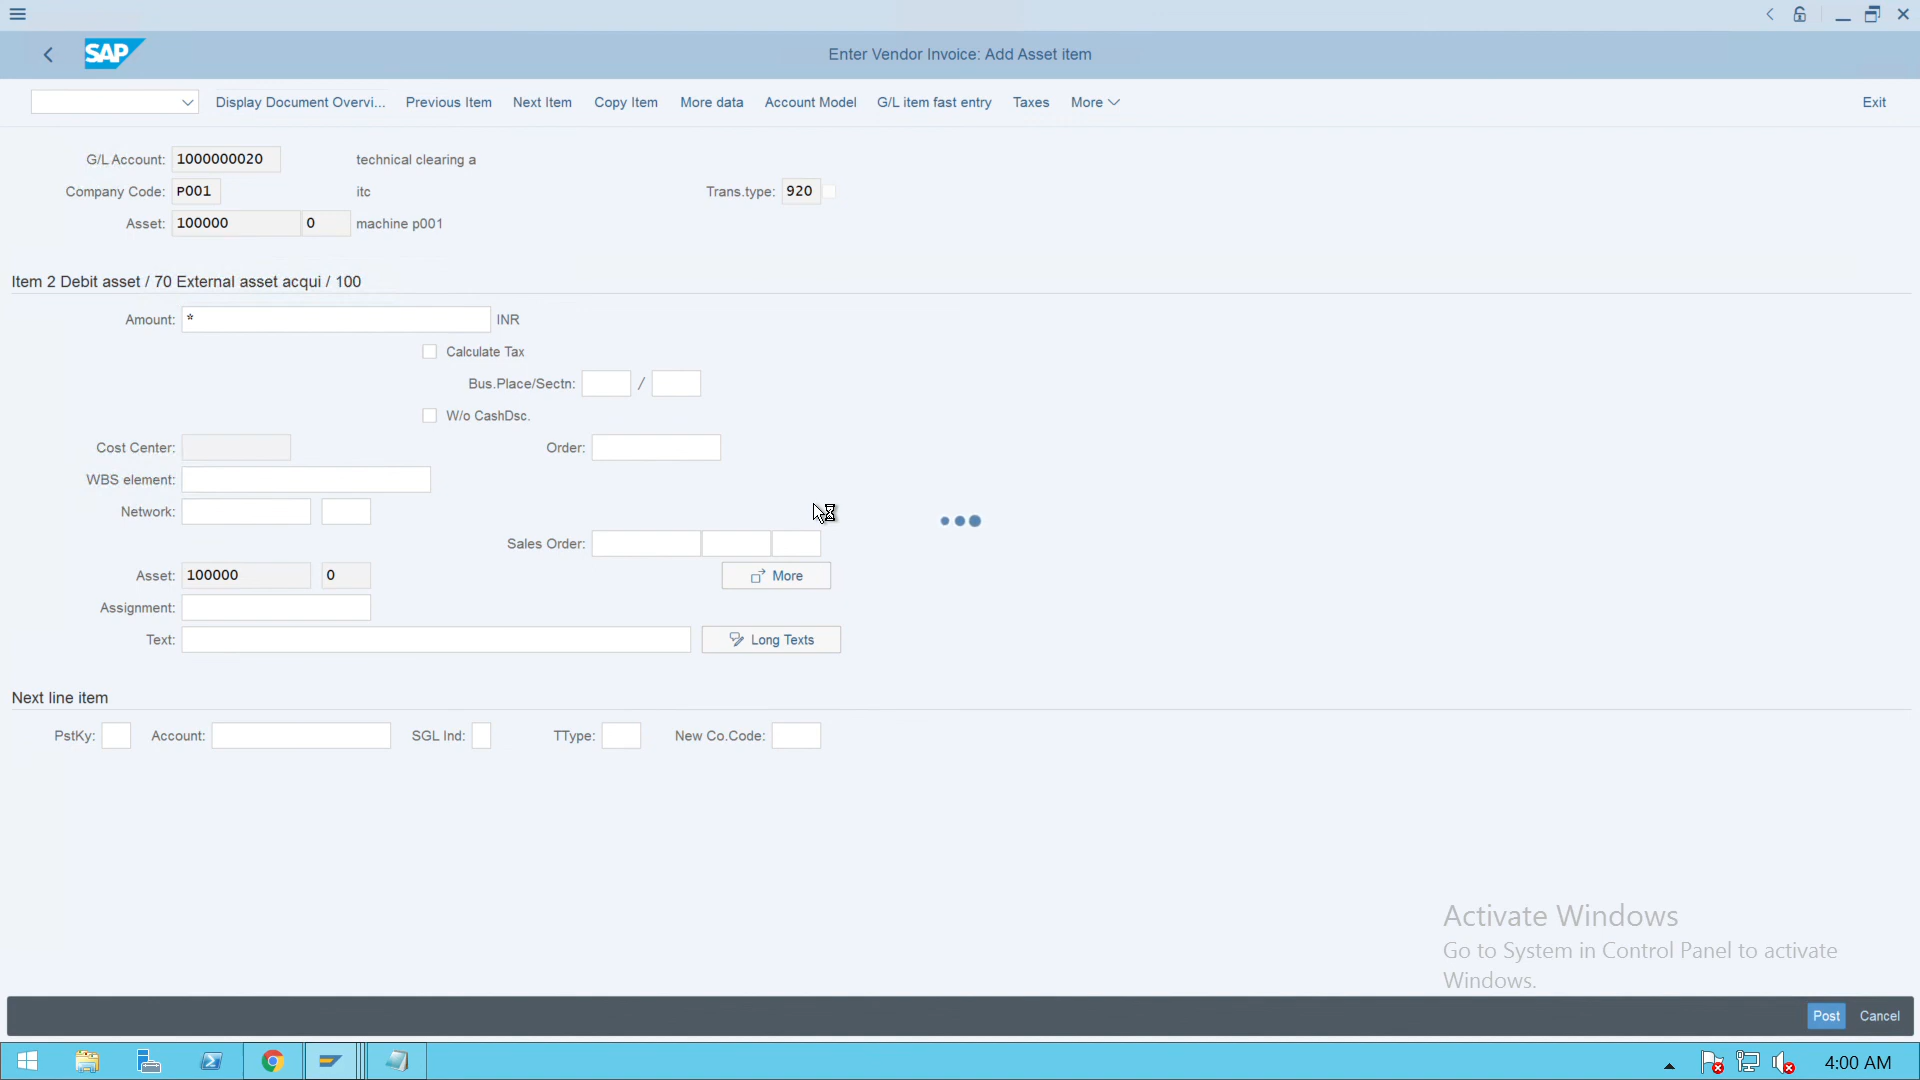 SAP
Enter Vendor Invoice: Add Asset item
Display Document Overvi... Previous Item Next Item Copy Item More data Account Model G/L item fast entry Taxes More Exit
G/L Account: 1000000020 technical clearing a
Company Code: P001 itc Trans.type: 920
Asset: 100000 0 machine p001
Item 2 Debit asset / 70 External asset acqui / 100
Amount: * INR
Calculate Tax
Bus.Place/Sectn: /
W/o CashDsc.
Cost Center: Order:
WBS element:
Network:
Sales Order:
Asset: 100000 0 More
Assignment:
Text: Long Texts
Next line item
PstKy: Account: SGL Ind: TType: New Co.Code:
Activate Windows
Go to System in Control Panel to activate
Windows.
Post Cancel
4:00 AM